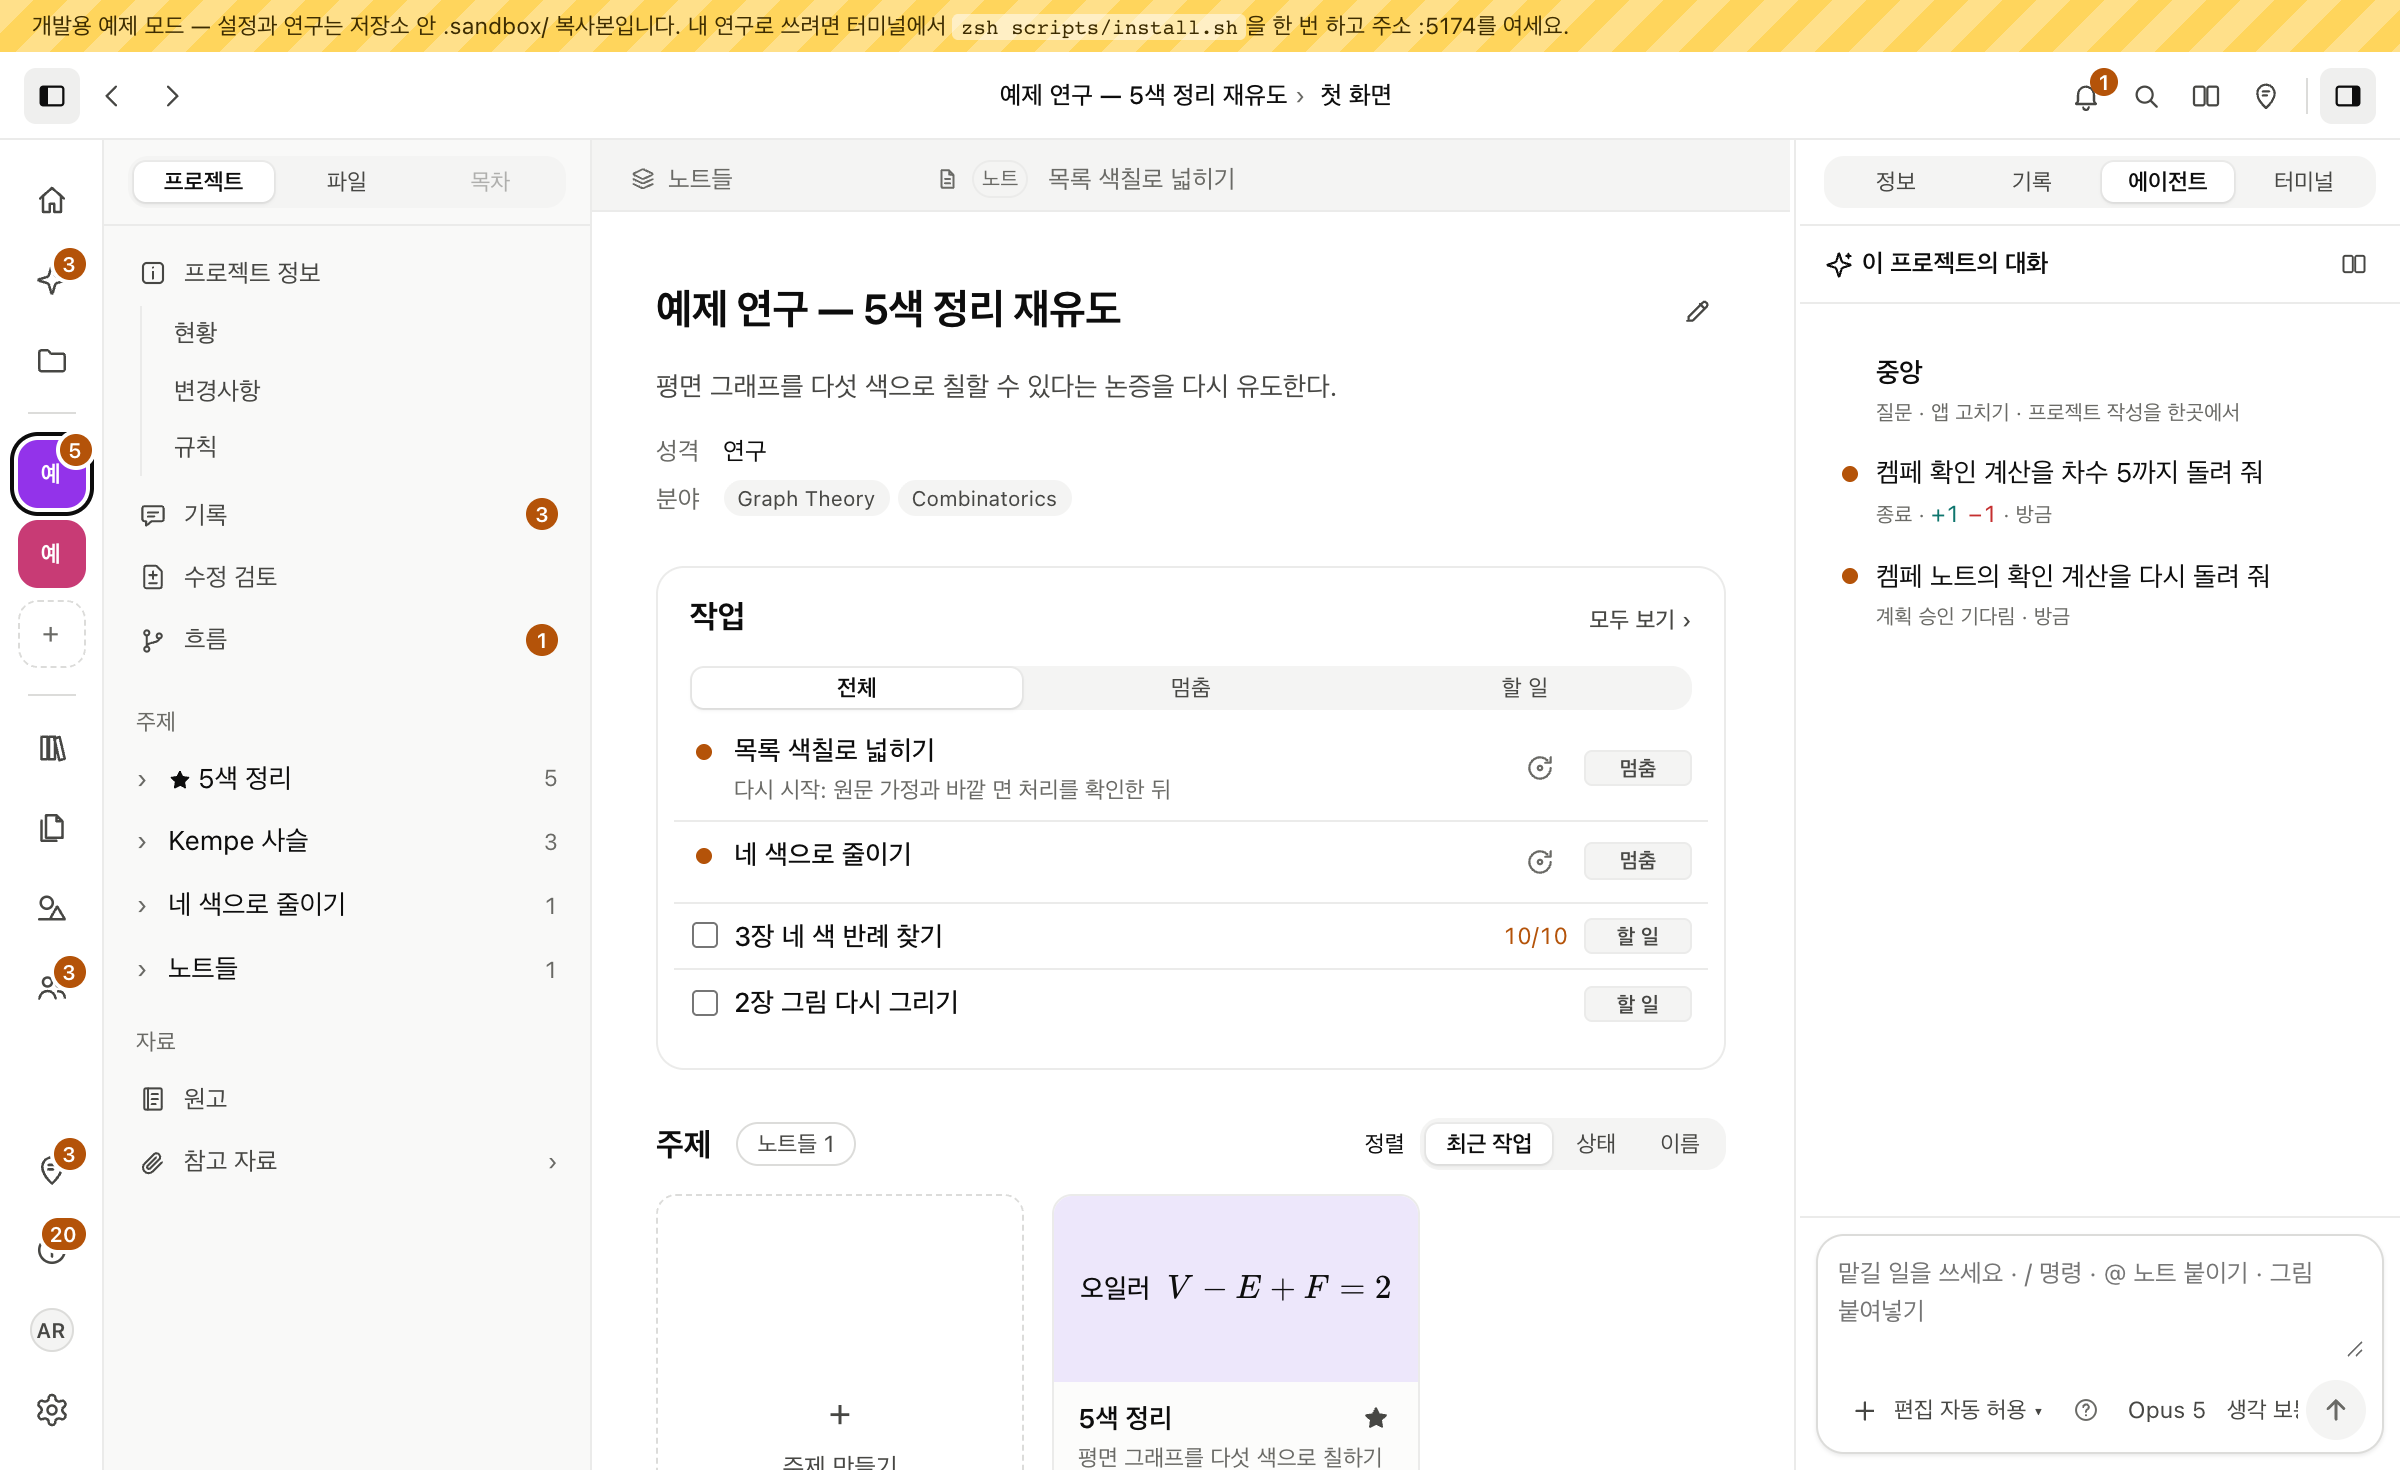 개발용 예제 모드 — 설정과 연구는 저장소 안 .sandbox/ 복사본입니다. 내 연구로 쓰려면 터미널에서 zsh scripts/install.sh을 한 번 하고 주소 :5174를 여세요.
예제 연구 — 5색 정리 재유도 › 첫 화면
1
3
5
예
예
+
3
3
20
AR
프로젝트
파일
목차
프로젝트 정보
현황
변경사항
규칙
기록 3
수정 검토
흐름 1
주제
› ★ 5색 정리 5
› Kempe 사슬 3
› 네 색으로 줄이기 1
› 노트들 1
자료
원고
참고 자료 ›
노트들
노트 목록 색칠로 넓히기
예제 연구 — 5색 정리 재유도
평면 그래프를 다섯 색으로 칠할 수 있다는 논증을 다시 유도한다.
성격 연구
분야 Graph Theory Combinatorics
작업 모두 보기 ›
전체 멈춤 할 일
목록 색칠로 넓히기 멈춤
다시 시작: 원문 가정과 바깥 면 처리를 확인한 뒤
네 색으로 줄이기 멈춤
3장 네 색 반례 찾기 10/10 할 일
2장 그림 다시 그리기 할 일
주제 노트들 1 정렬 최근 작업 상태 이름
+
주제 만들기
오일러 V − E + F = 2
5색 정리 ★
평면 그래프를 다섯 색으로 칠하기
정보 기록 에이전트 터미널
이 프로젝트의 대화
중앙
질문 · 앱 고치기 · 프로젝트 작성을 한곳에서
켐페 확인 계산을 차수 5까지 돌려 줘
종료 · +1 −1 · 방금
켐페 노트의 확인 계산을 다시 돌려 줘
계획 승인 기다림 · 방금
맡길 일을 쓰세요 · / 명령 · @ 노트 붙이기 · 그림
붙여넣기
+ 편집 자동 허용 ▾ Opus 5 생각